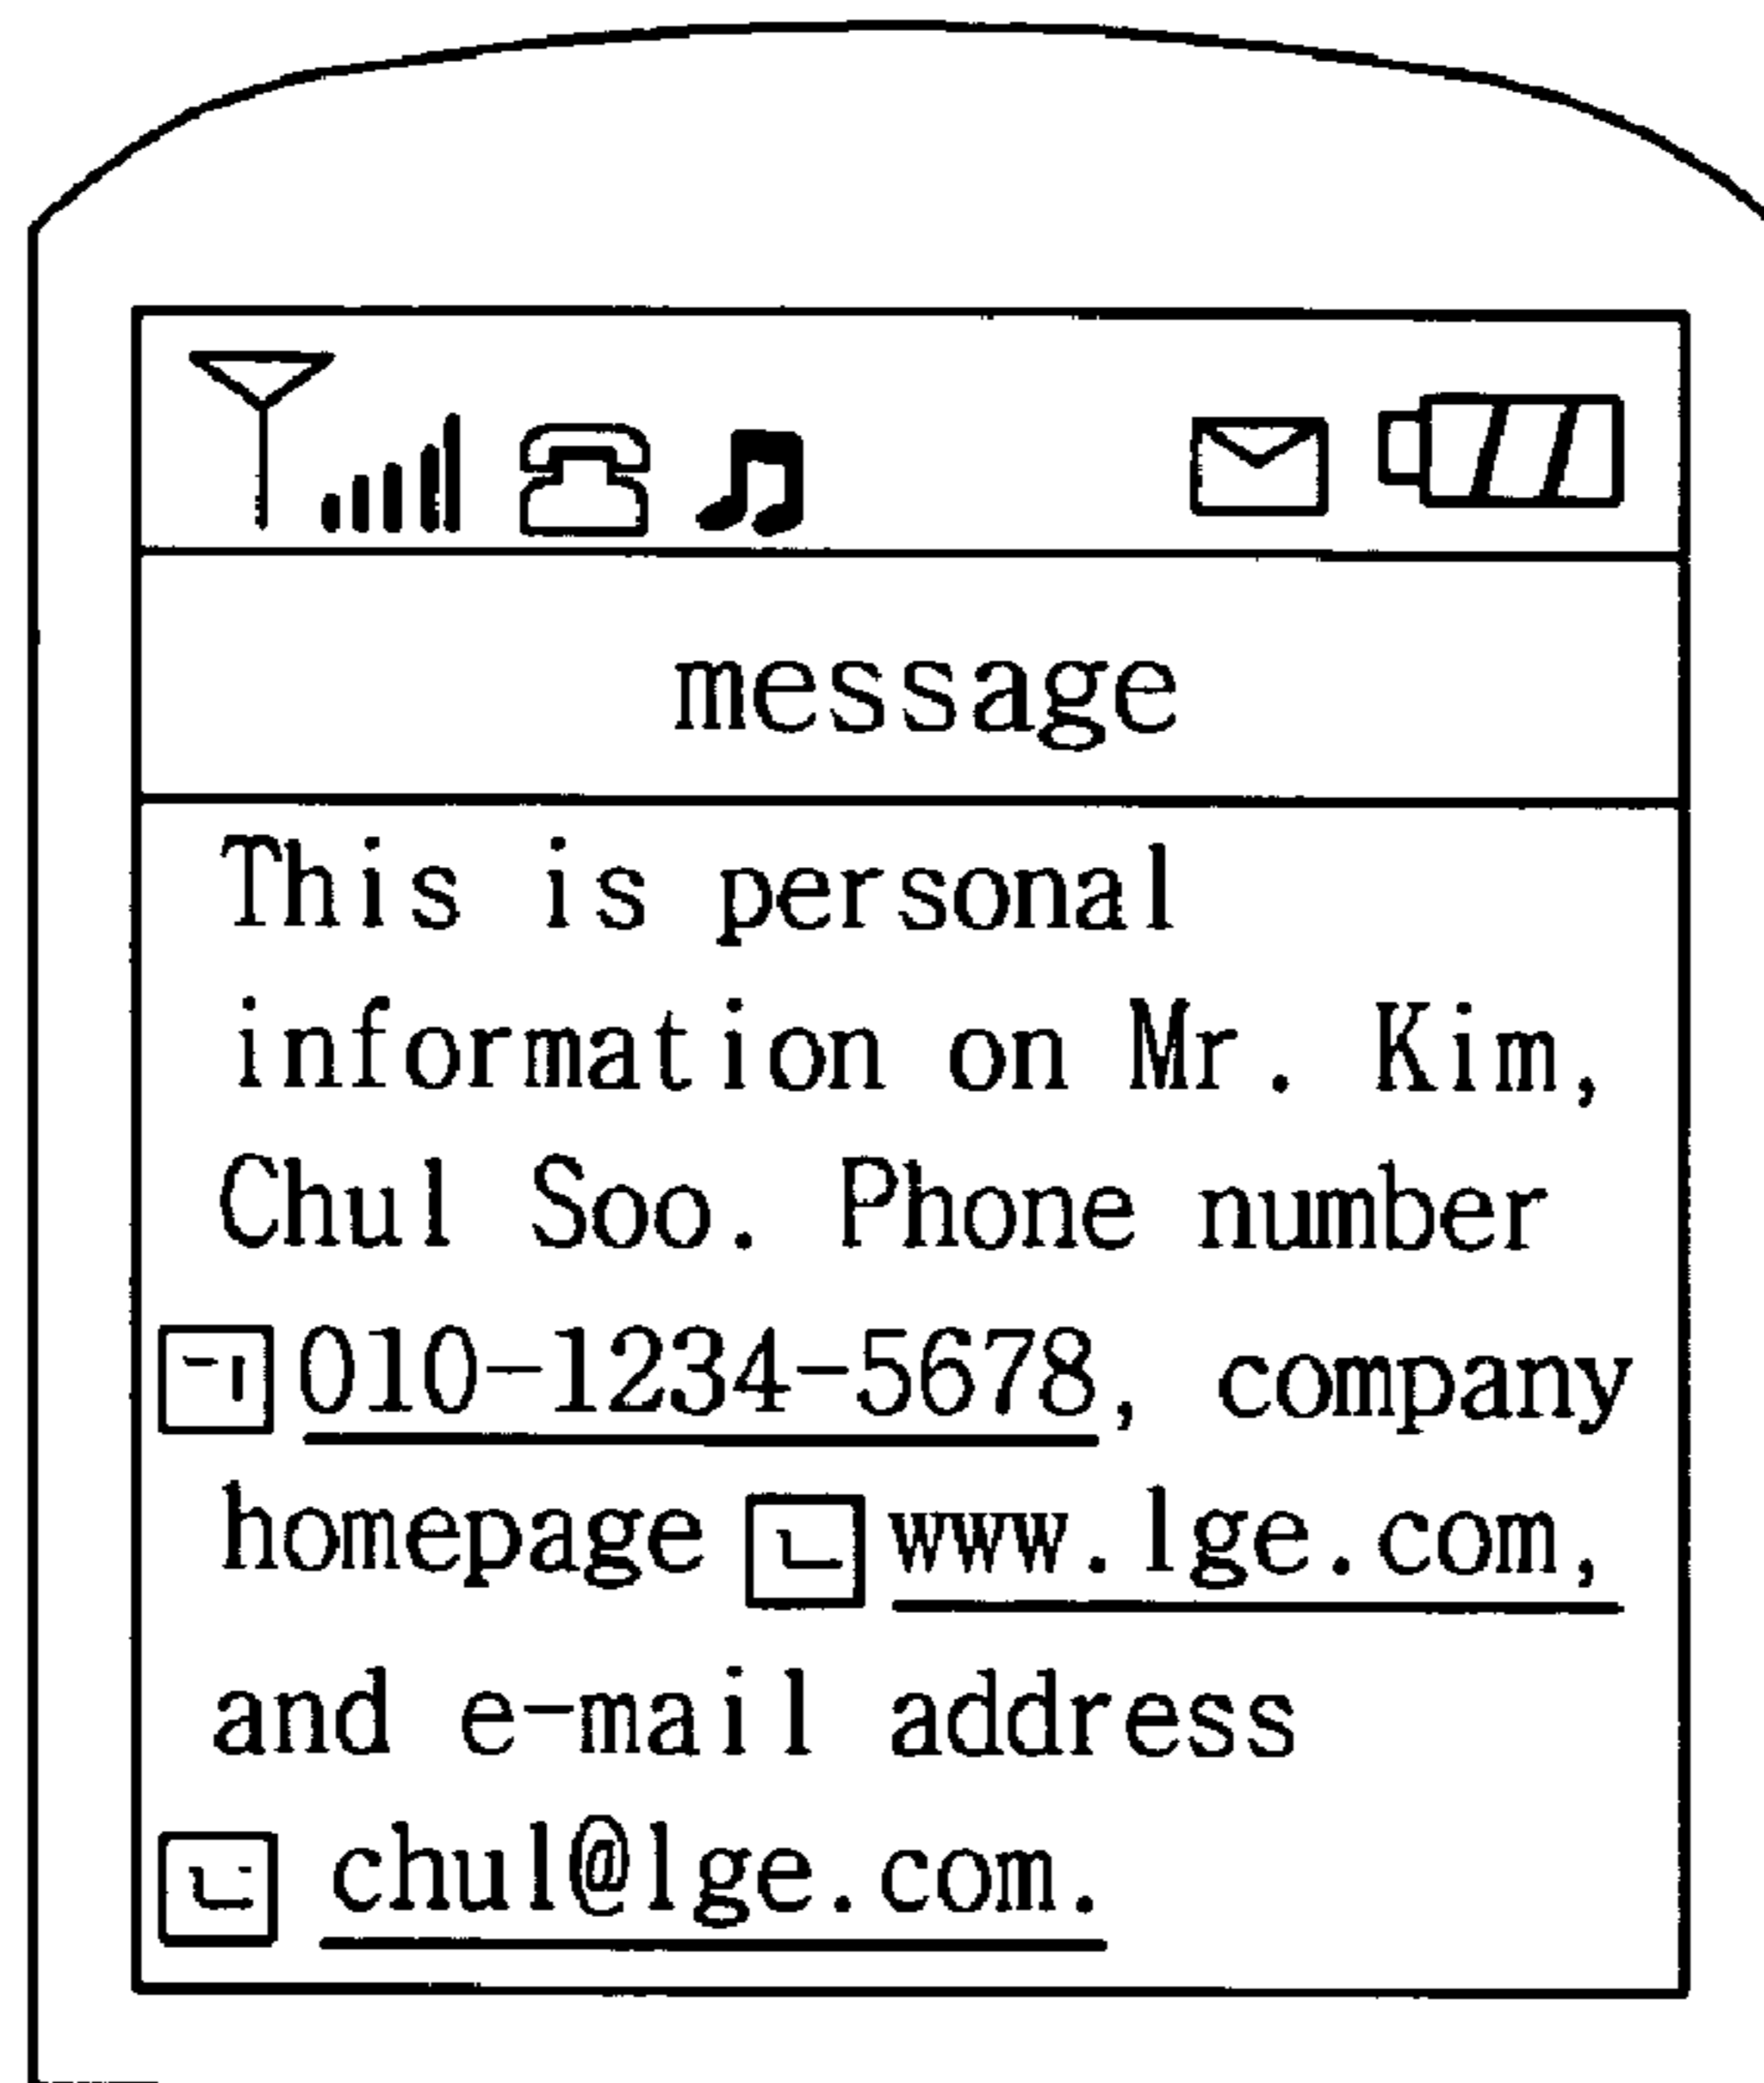 message
This is personal
information on Mr. Kim,
Chul Soo. Phone number
010-1234-5678, company
homepage www.lge.com,
and e-mail address
chul@lge.com.